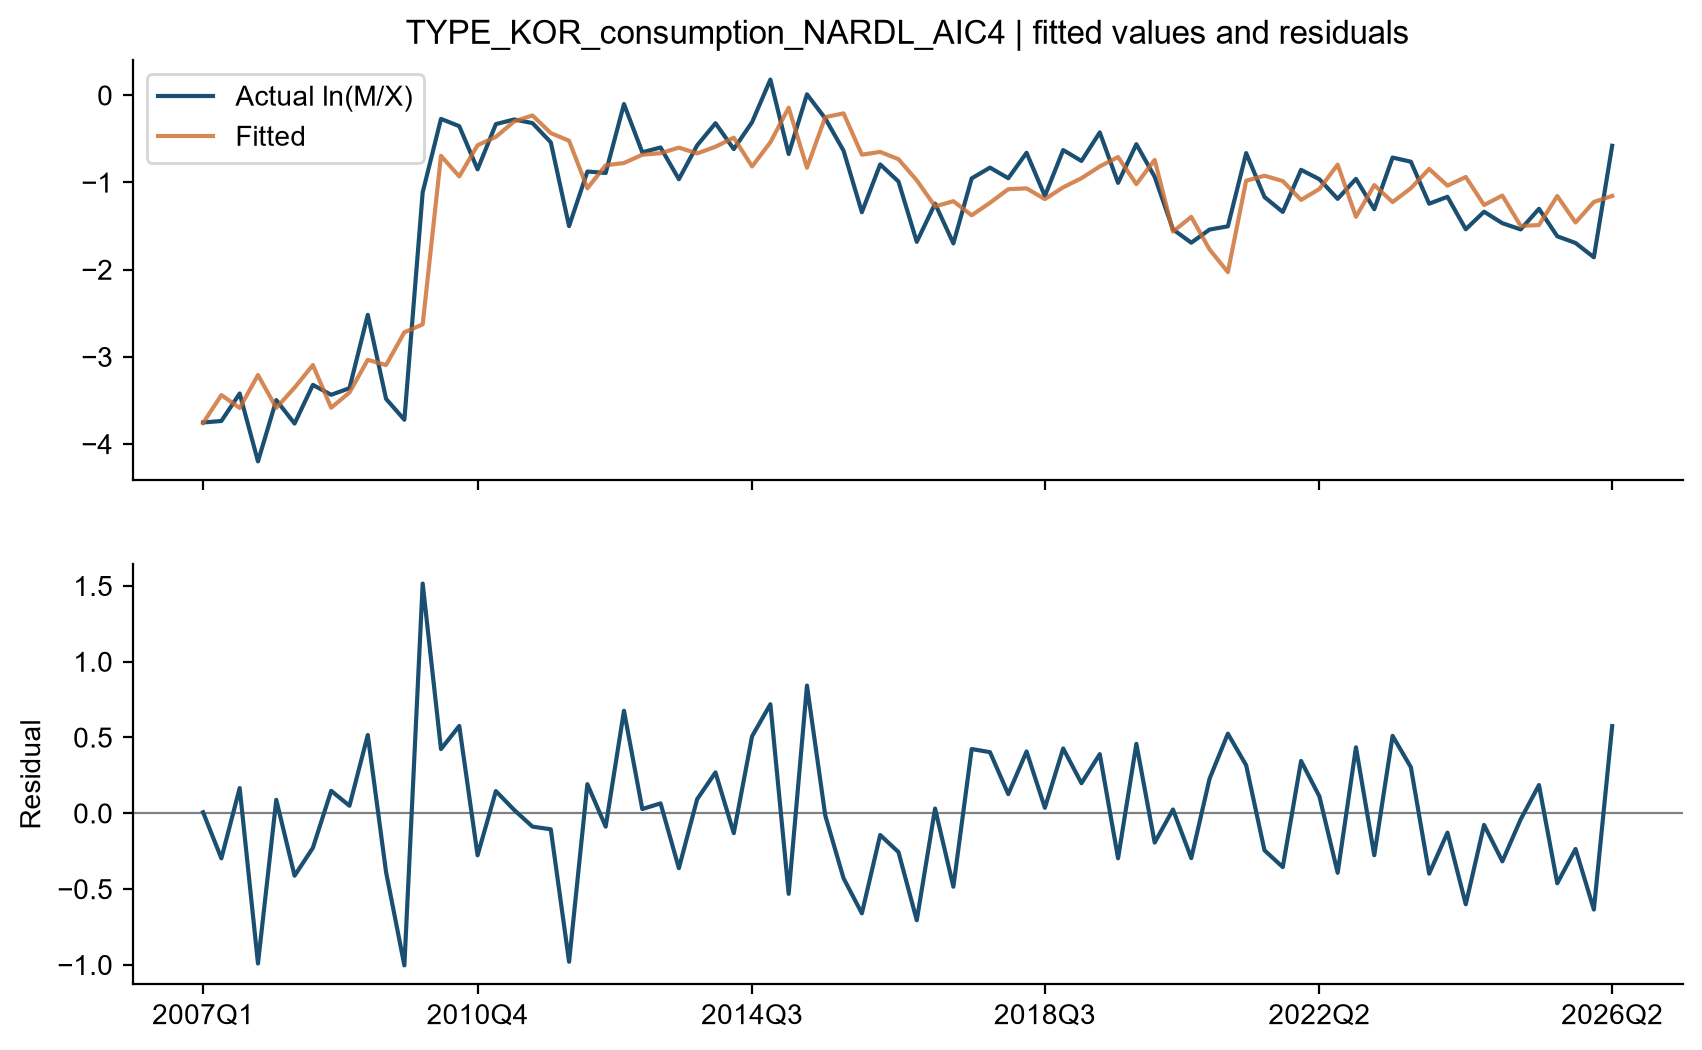 TYPE_KOR_consumption_NARDL_AIC4 | fitted values and residuals
Actual ln(M/X)
Fitted
0
−1
−2
−3
−4
Residual
1.5
1.0
0.5
0.0
−0.5
−1.0
2007Q1 2010Q4 2014Q3 2018Q3 2022Q2 2026Q2